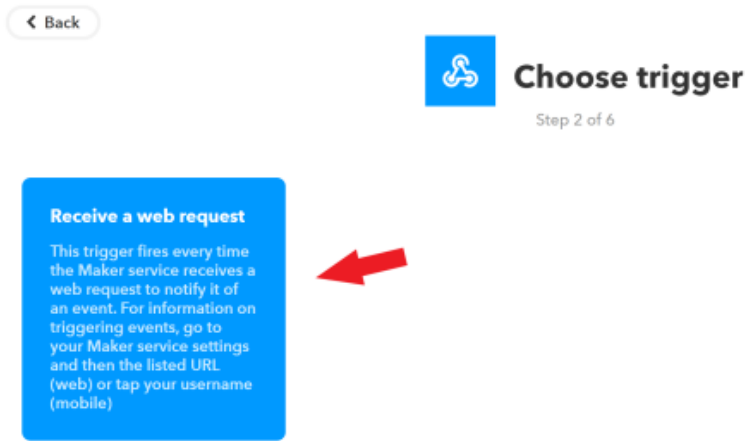 Back
Choose trigger
Step 2 of 6
Receive a web request
This trigger fires every time
the Maker service receives a
web request to notify it of
an event. For information on
triggering events, go to
your Maker service settings
and then the listed URL
(web) or tap your username
(mobile)